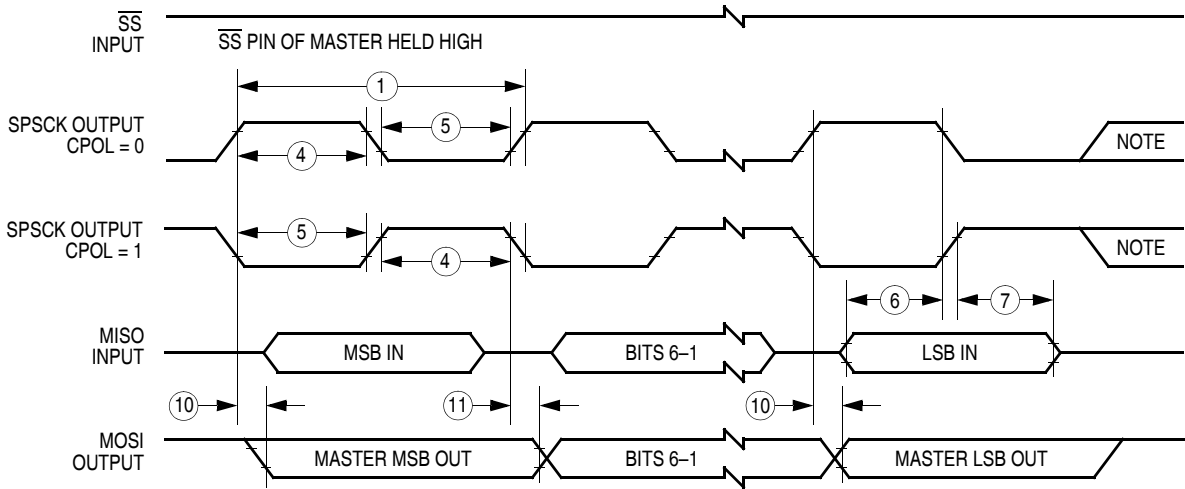 SS
INPUT
SS PIN OF MASTER HELD HIGH
1
SPSCK OUTPUT
CPOL = 0
5
4
NOTE
SPSCK OUTPUT
CPOL = 1
5
4
NOTE
6
7
MISO
INPUT
MSB IN
BITS 6–1
LSB IN
10
11
10
MOSI
OUTPUT
MASTER MSB OUT
BITS 6–1
MASTER LSB OUT